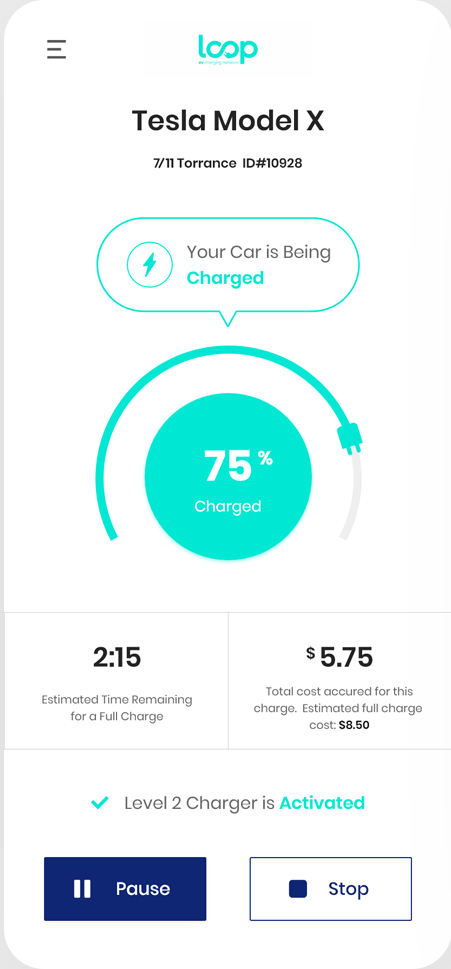 loop
Tesla Model X
7/11 Torrance ID#10928
Your Car is Being
Charged
75 %
Charged
2:15
Estimated Time Remaining
for a Full Charge
$ 5.75
Total cost accured for this
charge. Estimated full charge
cost: $8.50
Level 2 Charger is Activated
Pause
Stop